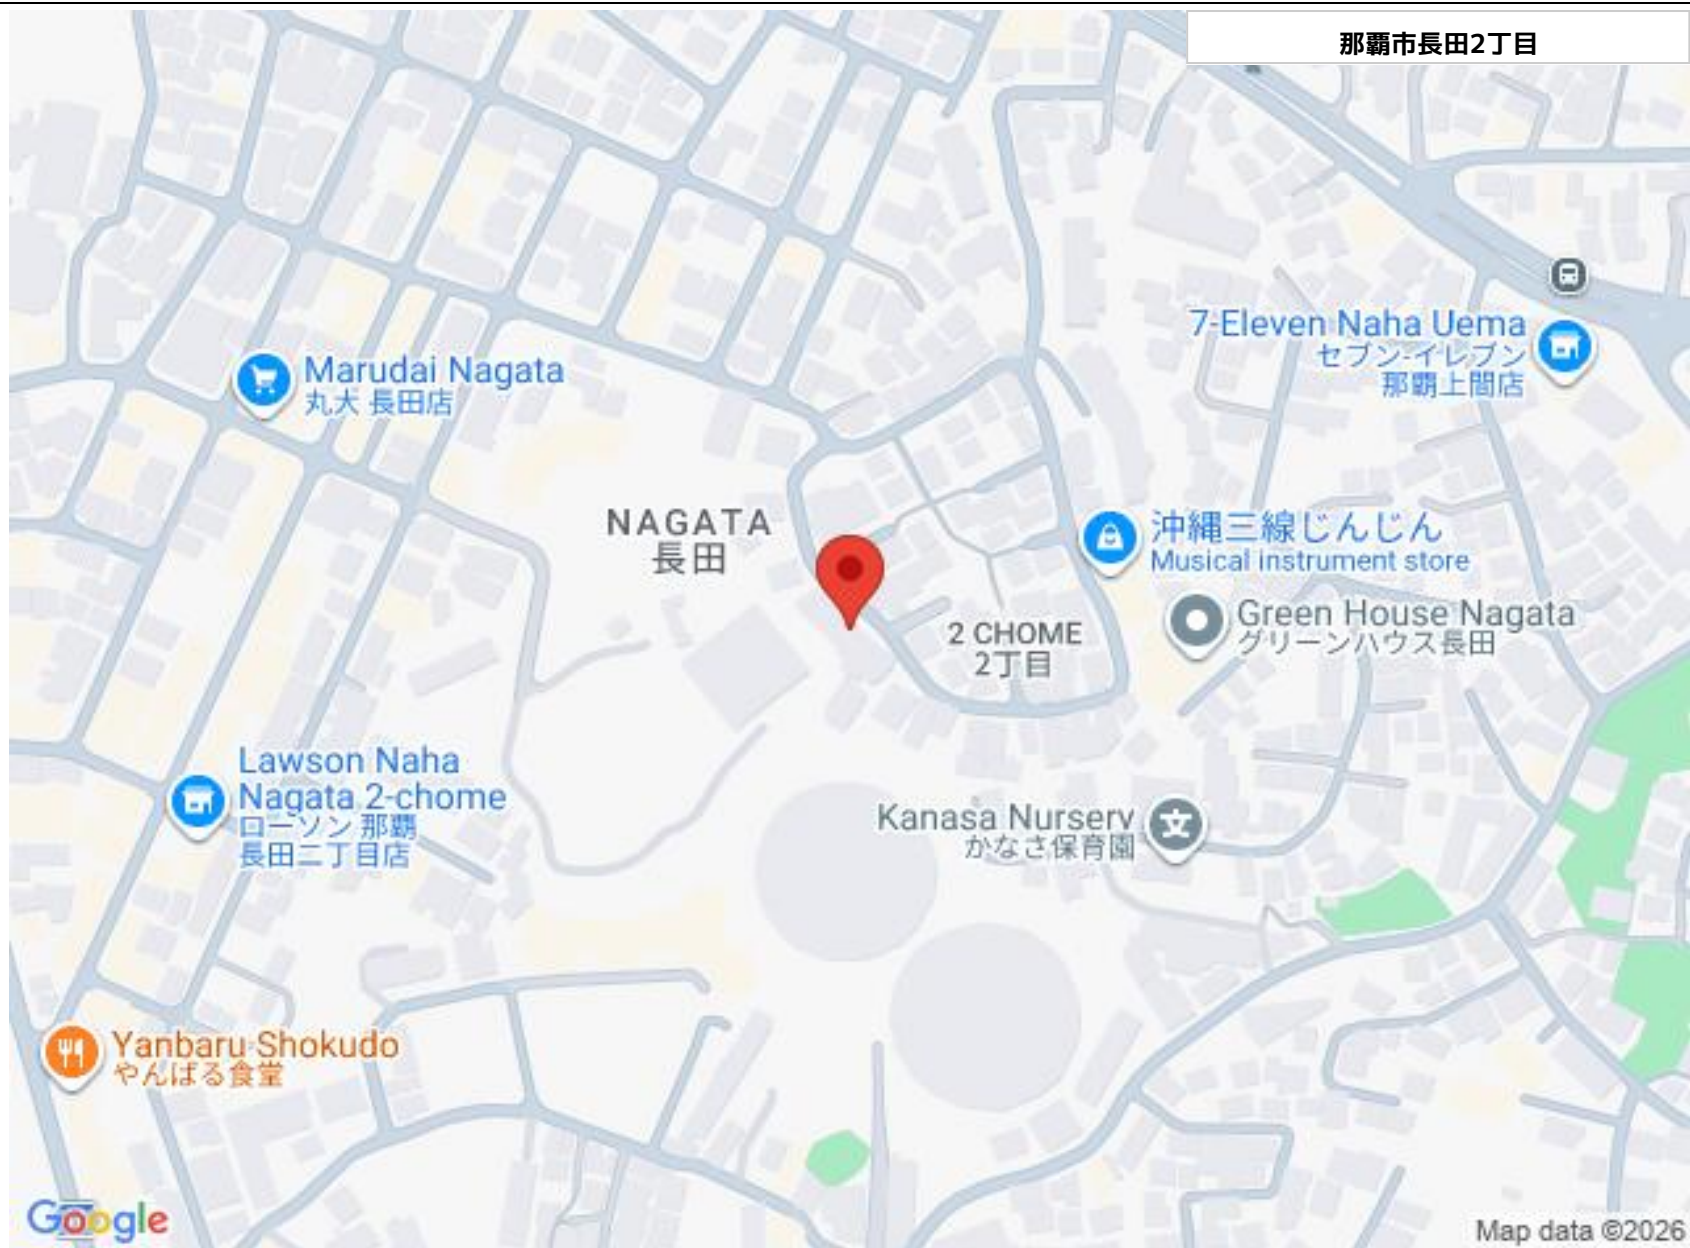 那覇市長田2丁目
7-Eleven Naha Uema
セブン-イレブン
那覇上間店
Marudai Nagata
丸大 長田店
NAGATA
長田
沖縄三線じんじん
Musical instrument store
Green House Nagata
グリーンハウス長田
2 CHOME
2丁目
Lawson Naha
Nagata 2-chome
ローソン 那覇
長田二丁目店
Kanasa Nursery
かなさ保育園
Yanbaru Shokudo
やんばる食堂
Google
Map data ©2026